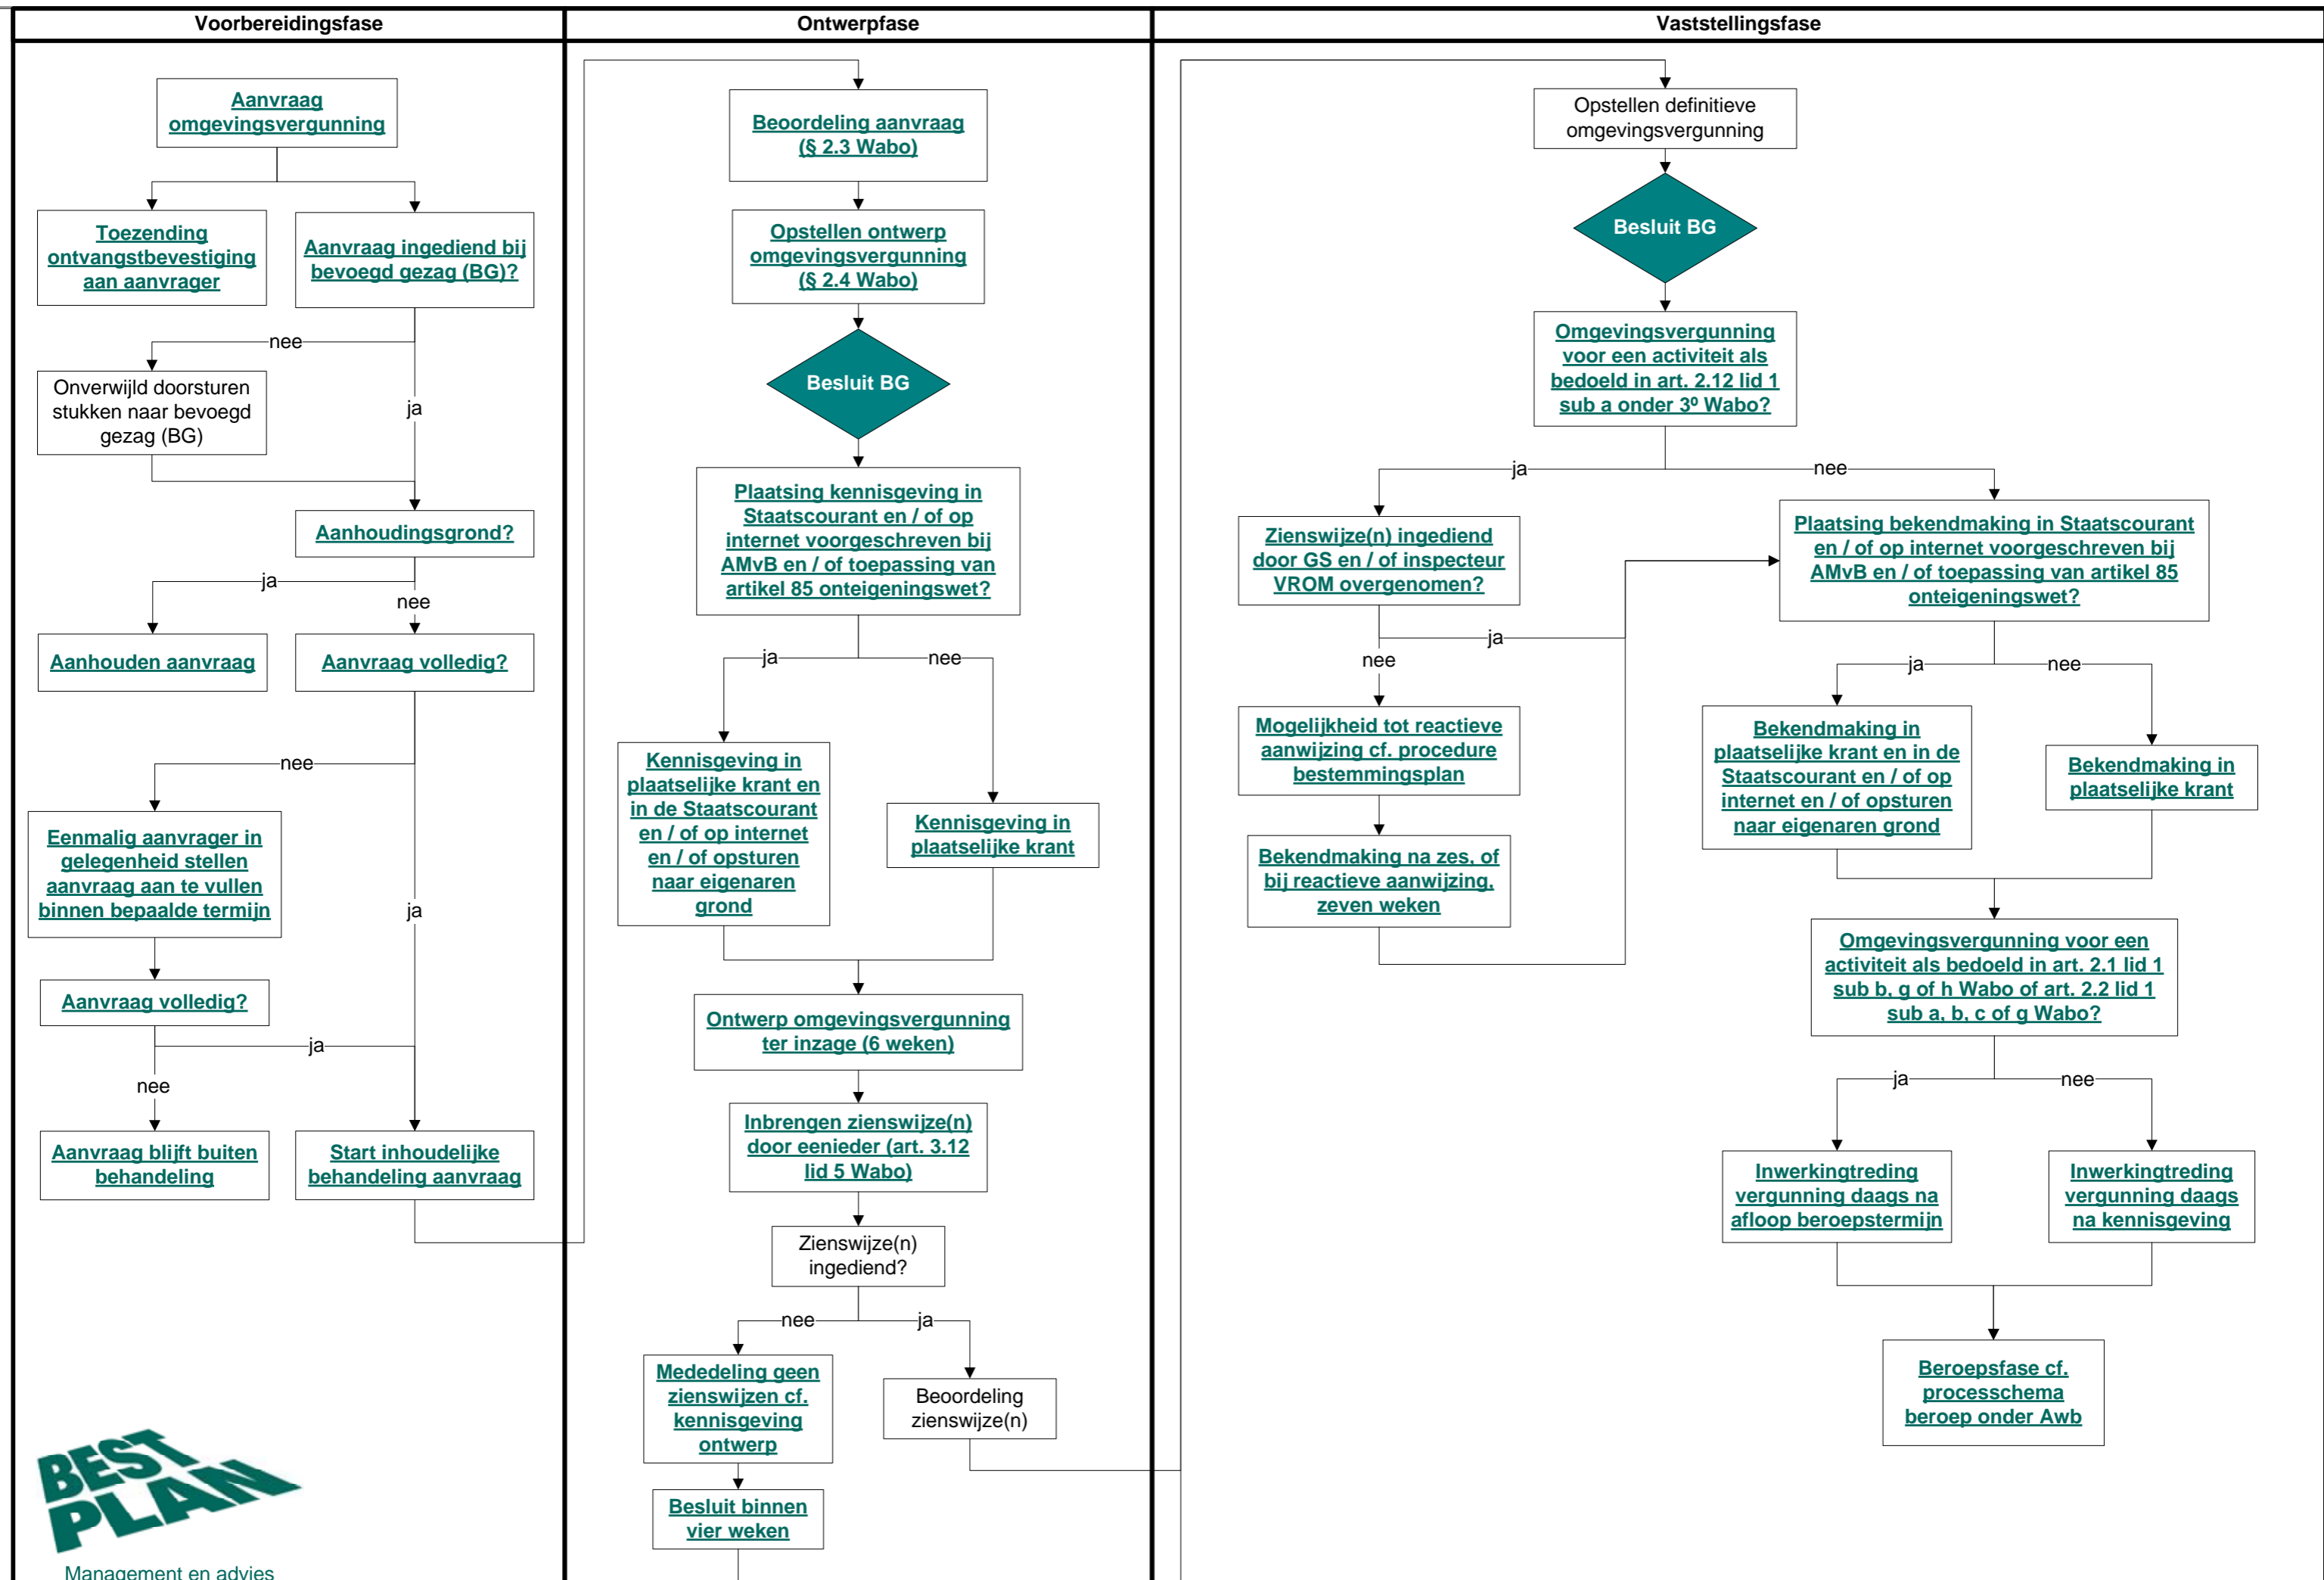 Voorbereidingsfase
Aanvraag
omgevingsvergunning
Toezending
ontvangstbevestiging
aan aanvrager
Aanvraag ingediend bij
bevoegd gezag (BG)?
nee
ja
Onverwijld doorsturen
stukken naar bevoegd
gezag (BG)
Aanhoudingsgrond?
ja
nee
Aanhouden aanvraag
Aanvraag volledig?
nee
ja
Eenmalig aanvrager in
gelegenheid stellen
aanvraag aan te vullen
binnen bepaalde termijn
Aanvraag volledig?
ja
nee
Aanvraag blijft buiten
behandeling
Start inhoudelijke
behandeling aanvraag
BEST
PLAN
Management en advies
Ontwerpfase
Beoordeling aanvraag
(§ 2.3 Wabo)
Opstellen ontwerp
omgevingsvergunning
(§ 2.4 Wabo)
Besluit BG
Plaatsing kennisgeving in
Staatscourant en / of op
internet voorgeschreven bij
AMvB en / of toepassing van
artikel 85 onteigeningswet?
ja
nee
Kennisgeving in
plaatselijke krant en
in de Staatscourant
en / of op internet
en / of opsturen
naar eigenaren
grond
Kennisgeving in
plaatselijke krant
Ontwerp omgevingsvergunning
ter inzage (6 weken)
Inbrengen zienswijze(n)
door eenieder (art. 3.12
lid 5 Wabo)
Zienswijze(n)
ingediend?
nee
ja
Mededeling geen
zienswijzen cf.
kennisgeving
ontwerp
Beoordeling
zienswijze(n)
Besluit binnen
vier weken
Vaststellingsfase
Opstellen definitieve
omgevingsvergunning
Besluit BG
Omgevingsvergunning
voor een activiteit als
bedoeld in art. 2.12 lid 1
sub a onder 3º Wabo?
ja
nee
Zienswijze(n) ingediend
door GS en / of inspecteur
VROM overgenomen?
ja
nee
Mogelijkheid tot reactieve
aanwijzing cf. procedure
bestemmingsplan
Bekendmaking na zes, of
bij reactieve aanwijzing,
zeven weken
Plaatsing bekendmaking in Staatscourant
en / of op internet voorgeschreven bij
AMvB en / of toepassing van artikel 85
onteigeningswet?
ja
nee
Bekendmaking in
plaatselijke krant en in de
Staatscourant en / of op
internet en / of opsturen
naar eigenaren grond
Bekendmaking in
plaatselijke krant
Omgevingsvergunning voor een
activiteit als bedoeld in art. 2.1 lid 1
sub b, g of h Wabo of art. 2.2 lid 1
sub a, b, c of g Wabo?
ja
nee
Inwerkingtreding
vergunning daags na
afloop beroepstermijn
Inwerkingtreding
vergunning daags
na kennisgeving
Beroepsfase cf.
processchema
beroep onder Awb